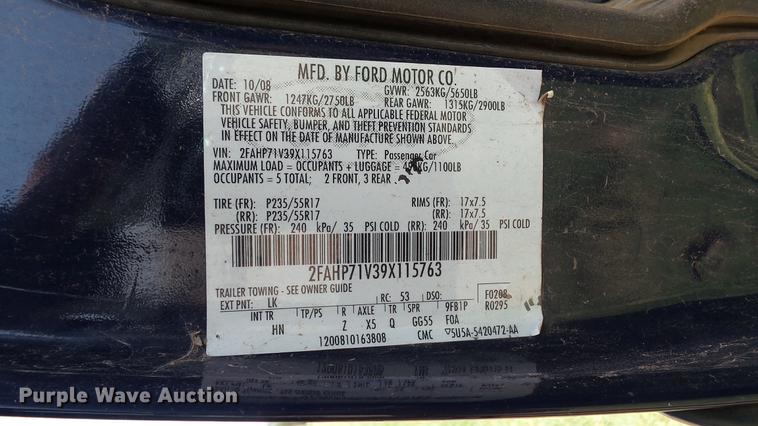 MFD. BY FORD MOTOR CO.
DATE: 10/08 GVWR: 2563KG/5650LB
FRONT GAWR: 1247KG/2750LB REAR GAWR: 1315KG/2900LB
THIS VEHICLE CONFORMS TO ALL APPLICABLE FEDERAL MOTOR
VEHICLE SAFETY, BUMPER, AND THEFT PREVENTION STANDARDS
IN EFFECT ON THE DATE OF MANUFACTURE SHOWN ABOVE.
VIN: 2FAHP71V39X115763 TYPE: Passenger Car
MAXIMUM LOAD = OCCUPANTS + LUGGAGE = /1100LB
OCCUPANTS = 5 TOTAL; 2 FRONT, 3 REAR
TIRE (FR): P235/55R17 RIMS (FR): 17x7.5
(RR): P235/55R17 (RR): 17x7.5
PRESSURE (FR): 240 kPa/ 35 PSI COLD (RR): 240 kPa/ 35 PSI COLD
2FAHP71V39X115763
TRAILER TOWING - SEE OWNER GUIDE
EXT PNT: LK RC: 53 DSO: F0208
R0295
INT TR TP/PS R AXLE TR SPR 9FB1P
HN Z X5 Q GG55 F0A
1200810163808 CMC 5U5A-5420472-AA
Purple Wave Auction